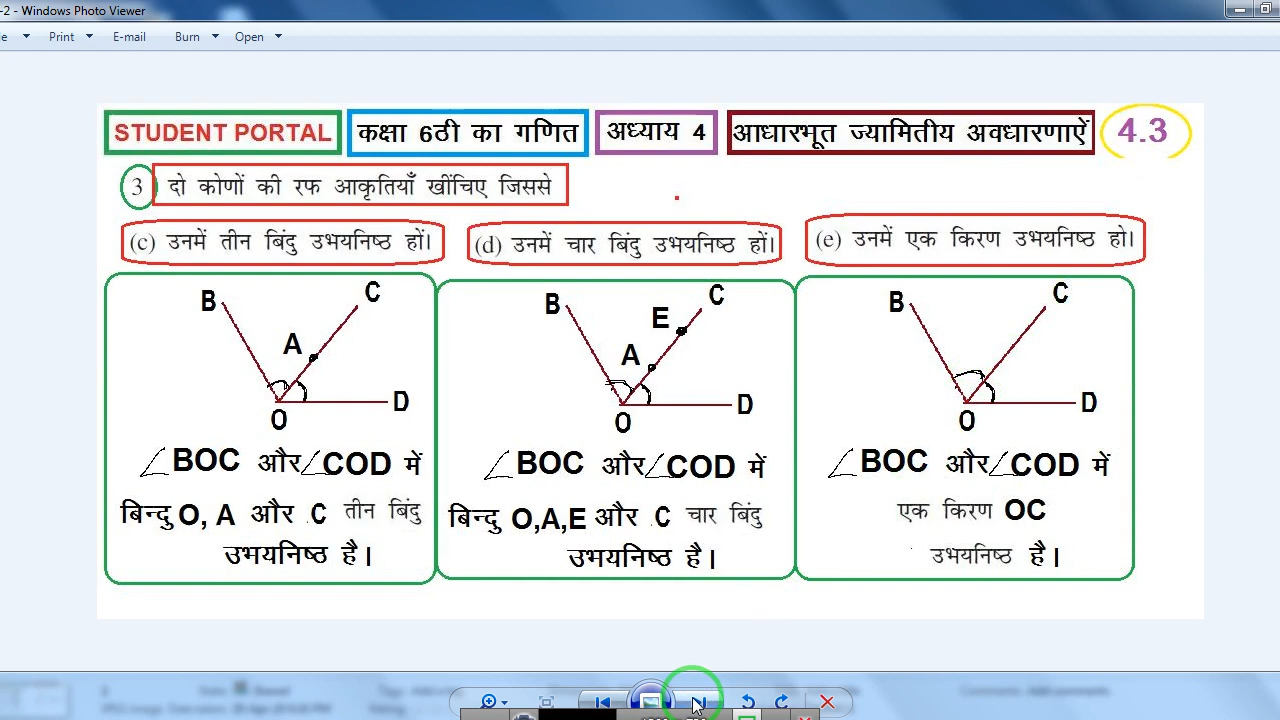 -2 - Windows Photo Viewer
Print E-mail Burn Open
STUDENT PORTAL कक्षा 6ठी का गणित अध्याय 4 आधारभूत ज्यामितीय अवधारणाऐं 4.3
3 दो कोणों की रफ आकृतियाँ खींचिए जिससे
(c) उनमें तीन बिंदु उभयनिष्ठ हों।
(d) उनमें चार बिंदु उभयनिष्ठ हों।
(e) उनमें एक किरण उभयनिष्ठ हो।
B C
A
O D
∠BOC और ∠COD में
बिन्दु O, A और C तीन बिंदु
उभयनिष्ठ है।
B C
E
A
O D
∠BOC और ∠COD में
बिन्दु O,A,E और C चार बिंदु
उभयनिष्ठ है।
B C
O D
∠BOC और ∠COD में
एक किरण OC
उभयनिष्ठ है।